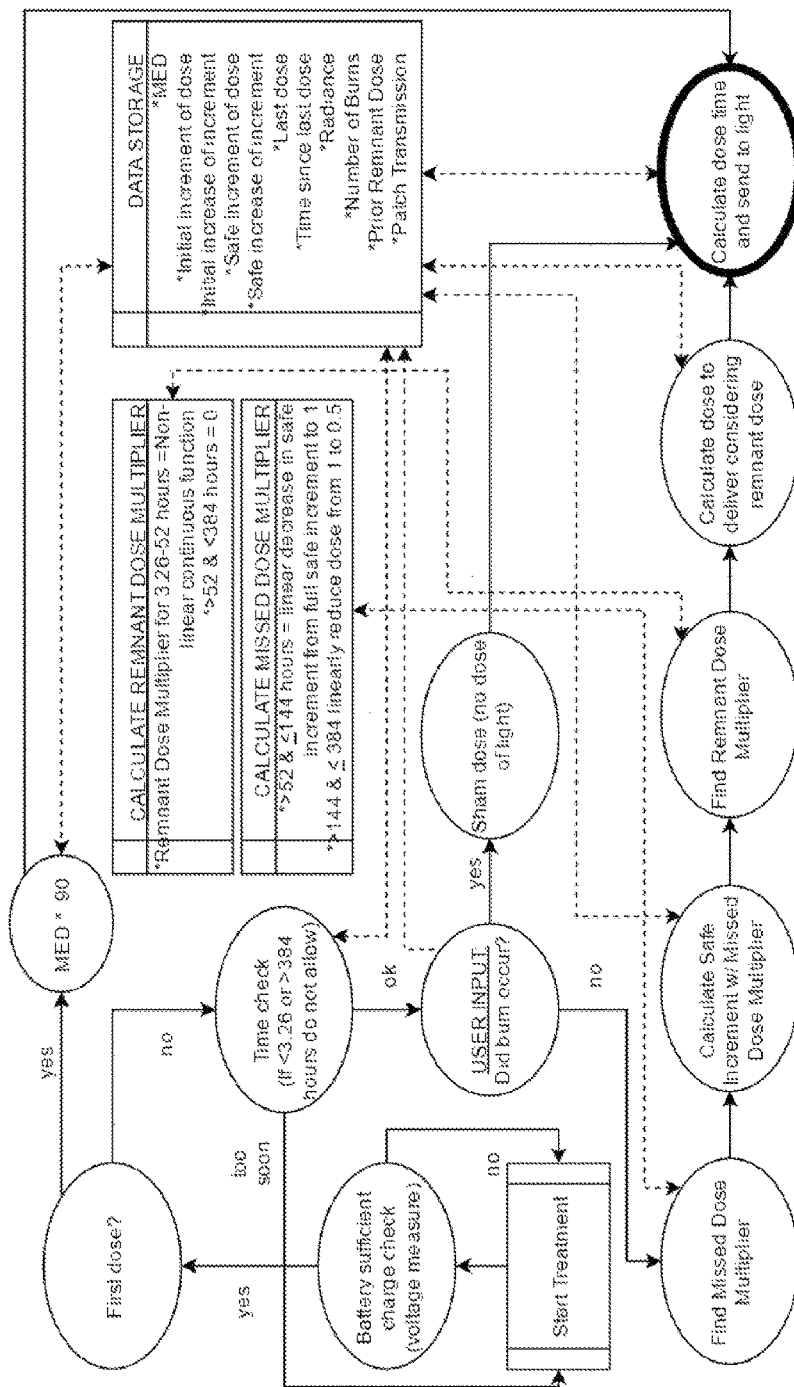 First dose?
yes
MED * .90
no
Time check
(If <3.26 or >384
hours do not allow)
too
soon
ok
yes
Battery sufficient
charge check
(voltage measure)
no
Start Treatment
USER INPUT:
Did burn occur?
yes
no
Sham dose (no dose
of light)
CALCULATE REMNANT DOSE MULTIPLIER
*Remnant Dose Multiplier for 3.26-52 hours =Non-
linear continuous function
*>52 & <384 hours = 0
CALCULATE MISSED DOSE MULTIPLIER
*>52 & ≤144 hours = linear decrease in safe
increment from full safe increment to 1
*>144 & ≤ 384 linearly reduce dose from 1 to 0.5
DATA STORAGE
*MED
*Initial increment of dose
*Initial increase of increment
*Safe increment of dose
*Safe increase of increment
*Last dose
*Time since last dose
*Radiance
*Number of Burns
*Prior Remnant Dose
*Patch Transmission
Find Missed Dose
Multiplier
Calculate Safe
Increment w/ Missed
Dose Multiplier
Find Remnant Dose
Multiplier
Calculate dose to
deliver considering
remnant dose
Calculate dose time
and send to light